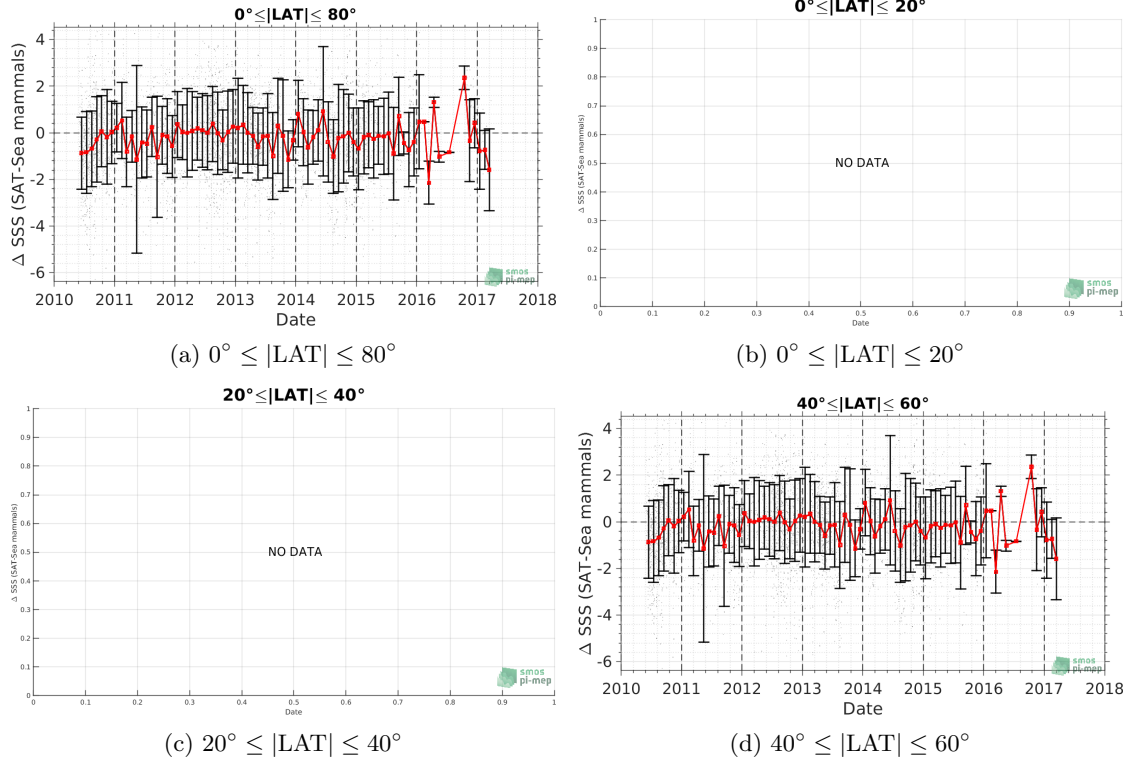 0°≤|LAT|≤ 80°
Δ SSS (SAT-Sea mammals)
4
2
0
-2
-4
-6
2010 2011 2012 2013 2014 2015 2016 2017 2018
Date
smos
pi-mep
(a) 0° ≤ |LAT| ≤ 80°
0°≤|LAT|≤ 20°
Δ SSS (SAT-Sea mammals)
1
0.9
0.8
0.7
0.6
0.5
0.4
0.3
0.2
0.1
0
NO DATA
0 0.1 0.2 0.3 0.4 0.5 0.6 0.7 0.8 0.9 1
Date
smos
pi-mep
(b) 0° ≤ |LAT| ≤ 20°
20°≤|LAT|≤ 40°
Δ SSS (SAT-Sea mammals)
1
0.9
0.8
0.7
0.6
0.5
0.4
0.3
0.2
0.1
0
NO DATA
0 0.1 0.2 0.3 0.4 0.5 0.6 0.7 0.8 0.9 1
Date
smos
pi-mep
(c) 20° ≤ |LAT| ≤ 40°
40°≤|LAT|≤ 60°
Δ SSS (SAT-Sea mammals)
4
2
0
-2
-4
-6
2010 2011 2012 2013 2014 2015 2016 2017 2018
Date
smos
pi-mep
(d) 40° ≤ |LAT| ≤ 60°